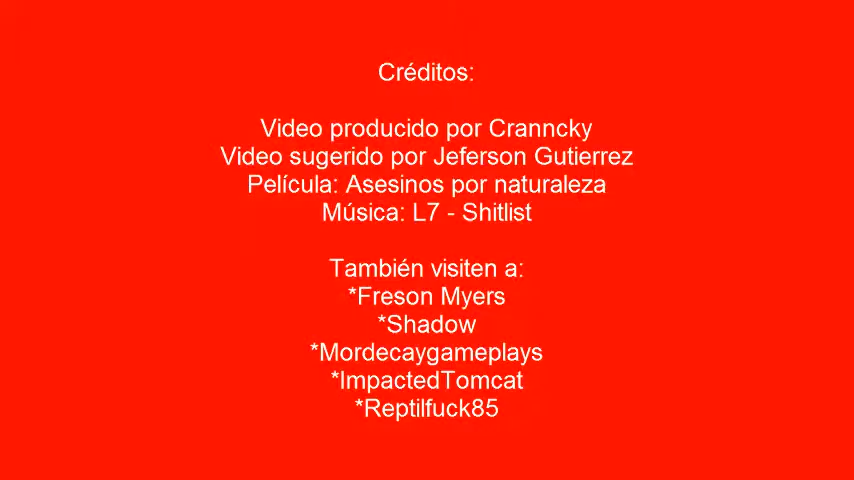 Créditos:
Video producido por Cranncky
Video sugerido por Jeferson Gutierrez
Película: Asesinos por naturaleza
Música: L7 - Shitlist
También visiten a:
*Freson Myers
*Shadow
*Mordecaygameplays
*ImpactedTomcat
*Reptilfuck85